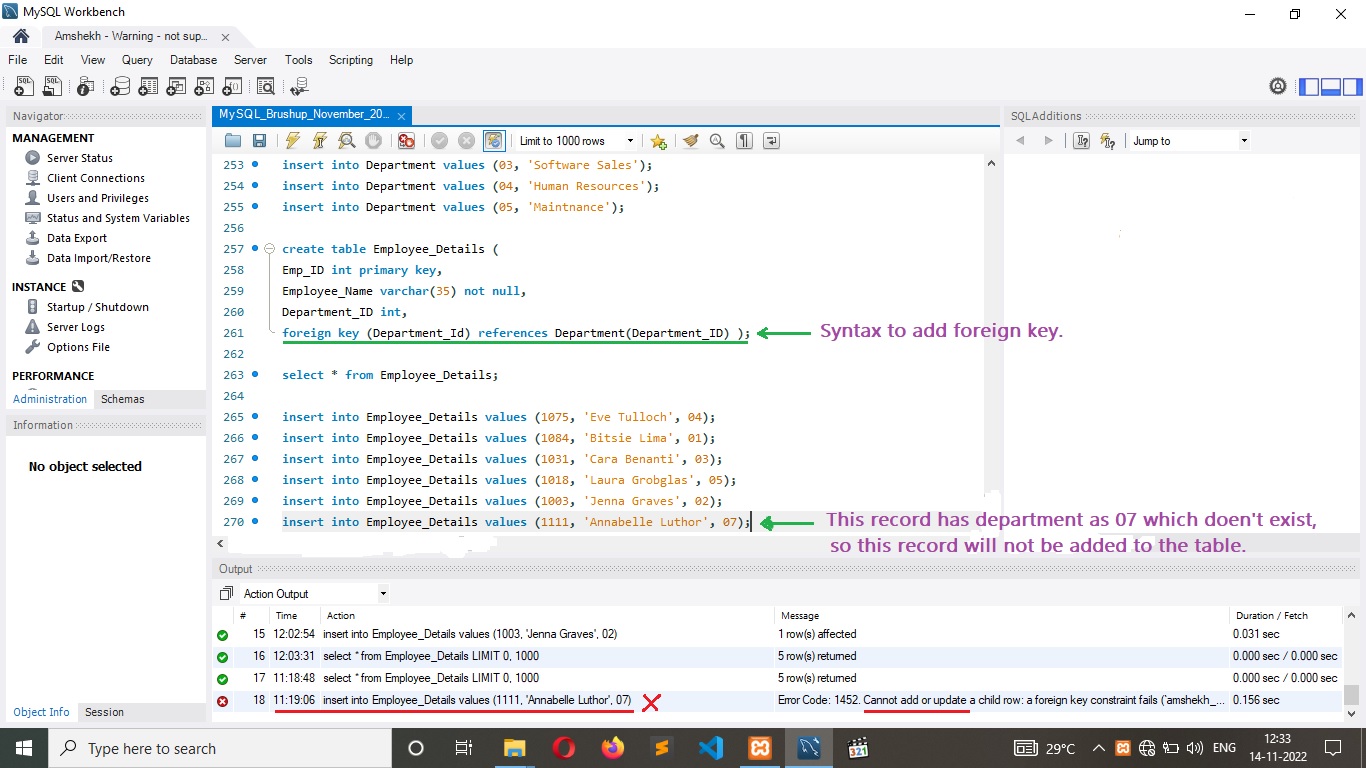 MySQL Workbench
Amshekh - Warning - not sup...
File Edit View Query Database Server Tools Scripting Help
Navigator
MANAGEMENT
Server Status
Client Connections
Users and Privileges
Status and System Variables
Data Export
Data Import/Restore
INSTANCE
Startup / Shutdown
Server Logs
Options File
PERFORMANCE
Administration Schemas
Information
No object selected
Object Info Session
MySQL_Brushup_November_20...
Limit to 1000 rows
253 insert into Department values (03, 'Software Sales');
254 insert into Department values (04, 'Human Resources');
255 insert into Department values (05, 'Maintnance');
256
257 create table Employee_Details (
258 Emp_ID int primary key,
259 Employee_Name varchar(35) not null,
260 Department_ID int,
261 foreign key (Department_Id) references Department(Department_ID) );
Syntax to add foreign key.
262
263 select * from Employee_Details;
264
265 insert into Employee_Details values (1075, 'Eve Tulloch', 04);
266 insert into Employee_Details values (1084, 'Bitsie Lima', 01);
267 insert into Employee_Details values (1031, 'Cara Benanti', 03);
268 insert into Employee_Details values (1018, 'Laura Grobglas', 05);
269 insert into Employee_Details values (1003, 'Jenna Graves', 02);
270 insert into Employee_Details values (1111, 'Annabelle Luthor', 07);
This record has department as 07 which doen't exist,
so this record will not be added to the table.
SQLAdditions
Jump to
Output
Action Output
# Time Action Message Duration / Fetch
15 12:02:54 insert into Employee_Details values (1003, 'Jenna Graves', 02) 1 row(s) affected 0.031 sec
16 12:03:31 select * from Employee_Details LIMIT 0, 1000 5 row(s) returned 0.000 sec / 0.000 sec
17 11:18:48 select * from Employee_Details LIMIT 0, 1000 5 row(s) returned 0.000 sec / 0.000 sec
18 11:19:06 insert into Employee_Details values (1111, 'Annabelle Luthor', 07) Error Code: 1452. Cannot add or update a child row: a foreign key constraint fails (`amshekh_... 0.156 sec
Type here to search
29°C
ENG
12:33
14-11-2022